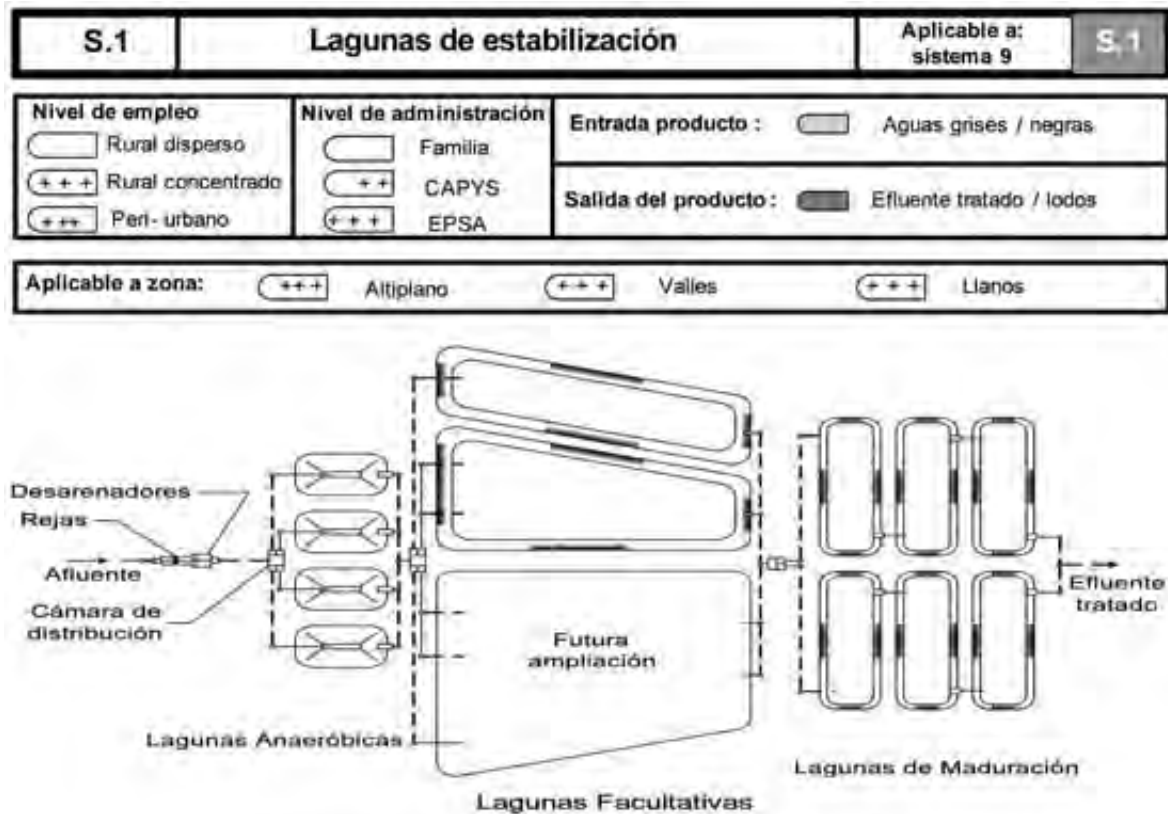 S.1
Lagunas de estabilización
Aplicable a:
sistema 9
S.1
Nivel de empleo
Rural disperso
+ + + Rural concentrado
+ + + Peri- urbano
Nivel de administración
Familia
+ + CAPYS
+ + + EPSA
Entrada producto : Aguas grises / negras
Salida del producto : Efluente tratado / lodos
Aplicable a zona: + + + Altiplano + + + Valles + + + Llanos
Desarenadores
Rejas
Afluente
Cámara de
distribución
Lagunas Anaeróbicas
Futura
ampliación
Lagunas Facultativas
Efluente
tratado
Lagunas de Maduración